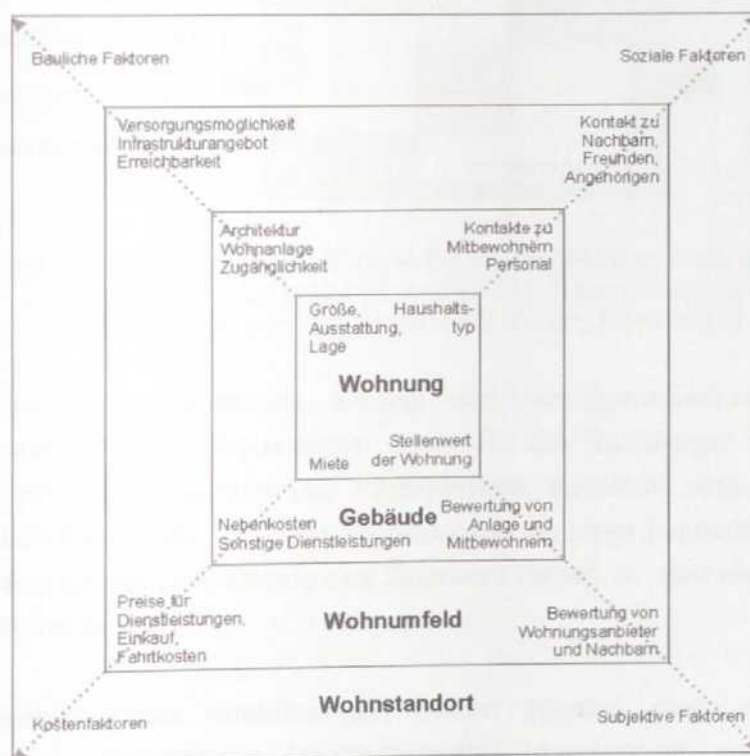 Bauliche Faktoren
Soziale Faktoren
Versorgungsmöglichkeit
Infrastrukturangebot
Erreichbarkeit
Kontakt zu
Nachbarn,
Freunden,
Angehörigen
Architektur
Wohnanlage
Zugänglichkeit
Kontakte zu
Mitbewohnern
Personal
Größe,
Ausstattung,
Lage
Haushalts-
typ
Wohnung
Miete
Stellenwert
der Wohnung
Gebäude
Nebenkosten
Sonstige Dienstleistungen
Bewertung von
Anlage und
Mitbewohnern
Preise für
Dienstleistungen,
Einkauf,
Fahrtkosten
Wohnumfeld
Bewertung von
Wohnungsanbieter
und Nachbarn
Wohnstandort
Kostenfaktoren
Subjektive Faktoren